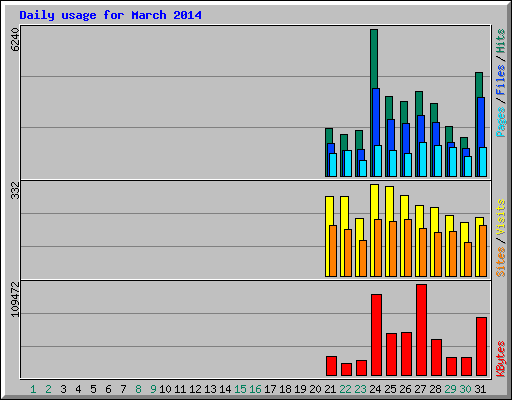 Daily usage for March 2014
6240
Pages/Files/Hits
332
Sites/Visits
109472
KBytes
1 2 3 4 5 6 7 8 9 10 11 12 13 14 15 16 17 18 19 20 21 22 23 24 25 26 27 28 29 30 31